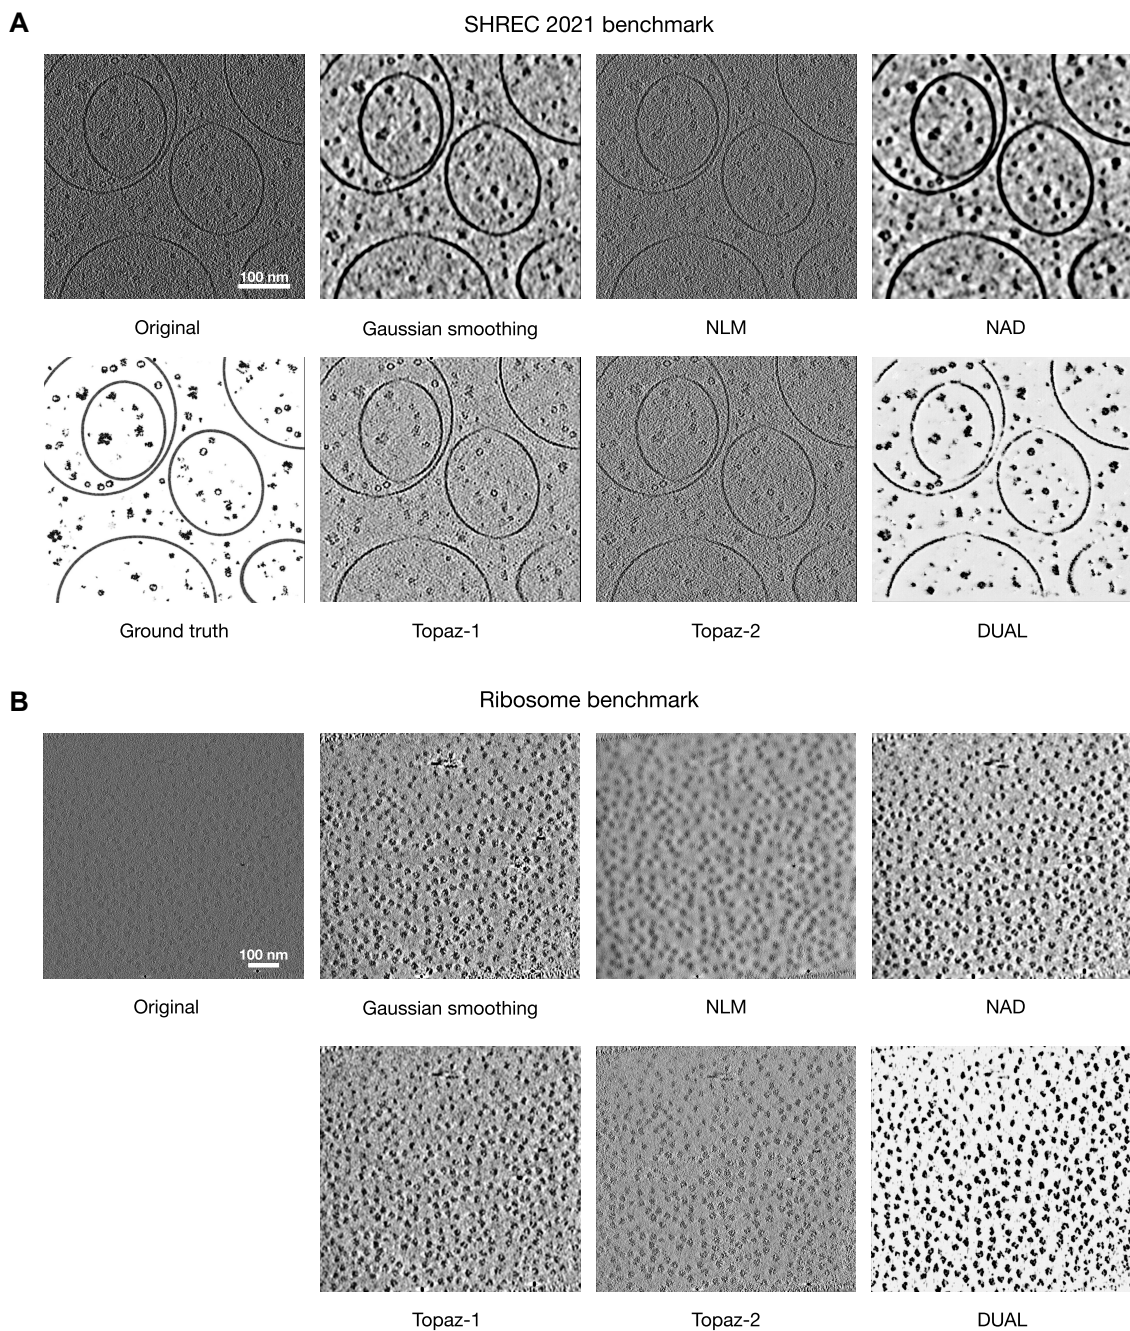 A
SHREC 2021 benchmark
100 nm
Original
Gaussian smoothing
NLM
NAD
Ground truth
Topaz-1
Topaz-2
DUAL
B
Ribosome benchmark
100 nm
Original
Gaussian smoothing
NLM
NAD
Topaz-1
Topaz-2
DUAL